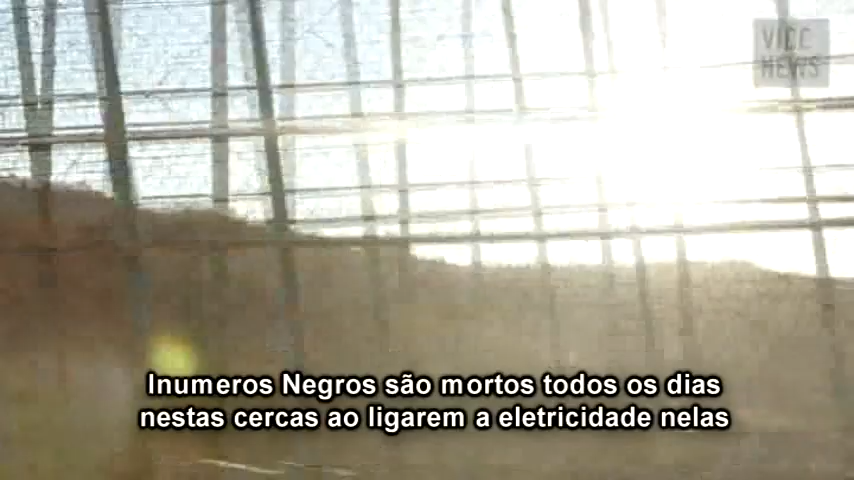 VICE
NEWS
Inumeros Negros são mortos todos os dias
nestas cercas ao ligarem a eletricidade nelas